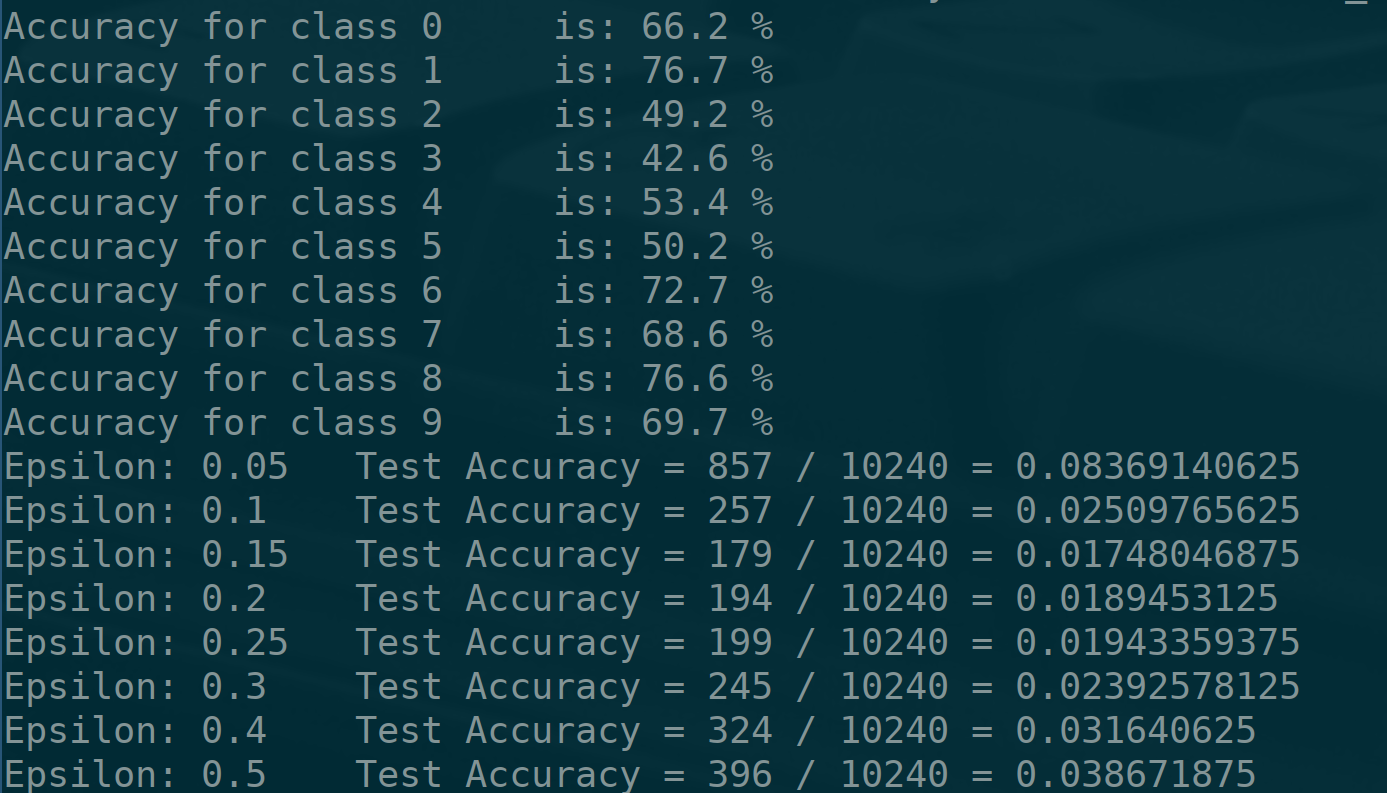 Accuracy for class 0     is: 66.2 %
Accuracy for class 1     is: 76.7 %
Accuracy for class 2     is: 49.2 %
Accuracy for class 3     is: 42.6 %
Accuracy for class 4     is: 53.4 %
Accuracy for class 5     is: 50.2 %
Accuracy for class 6     is: 72.7 %
Accuracy for class 7     is: 68.6 %
Accuracy for class 8     is: 76.6 %
Accuracy for class 9     is: 69.7 %
Epsilon: 0.05   Test Accuracy = 857 / 10240 = 0.08369140625
Epsilon: 0.1    Test Accuracy = 257 / 10240 = 0.02509765625
Epsilon: 0.15   Test Accuracy = 179 / 10240 = 0.01748046875
Epsilon: 0.2    Test Accuracy = 194 / 10240 = 0.0189453125
Epsilon: 0.25   Test Accuracy = 199 / 10240 = 0.01943359375
Epsilon: 0.3    Test Accuracy = 245 / 10240 = 0.02392578125
Epsilon: 0.4    Test Accuracy = 324 / 10240 = 0.031640625
Epsilon: 0.5    Test Accuracy = 396 / 10240 = 0.038671875